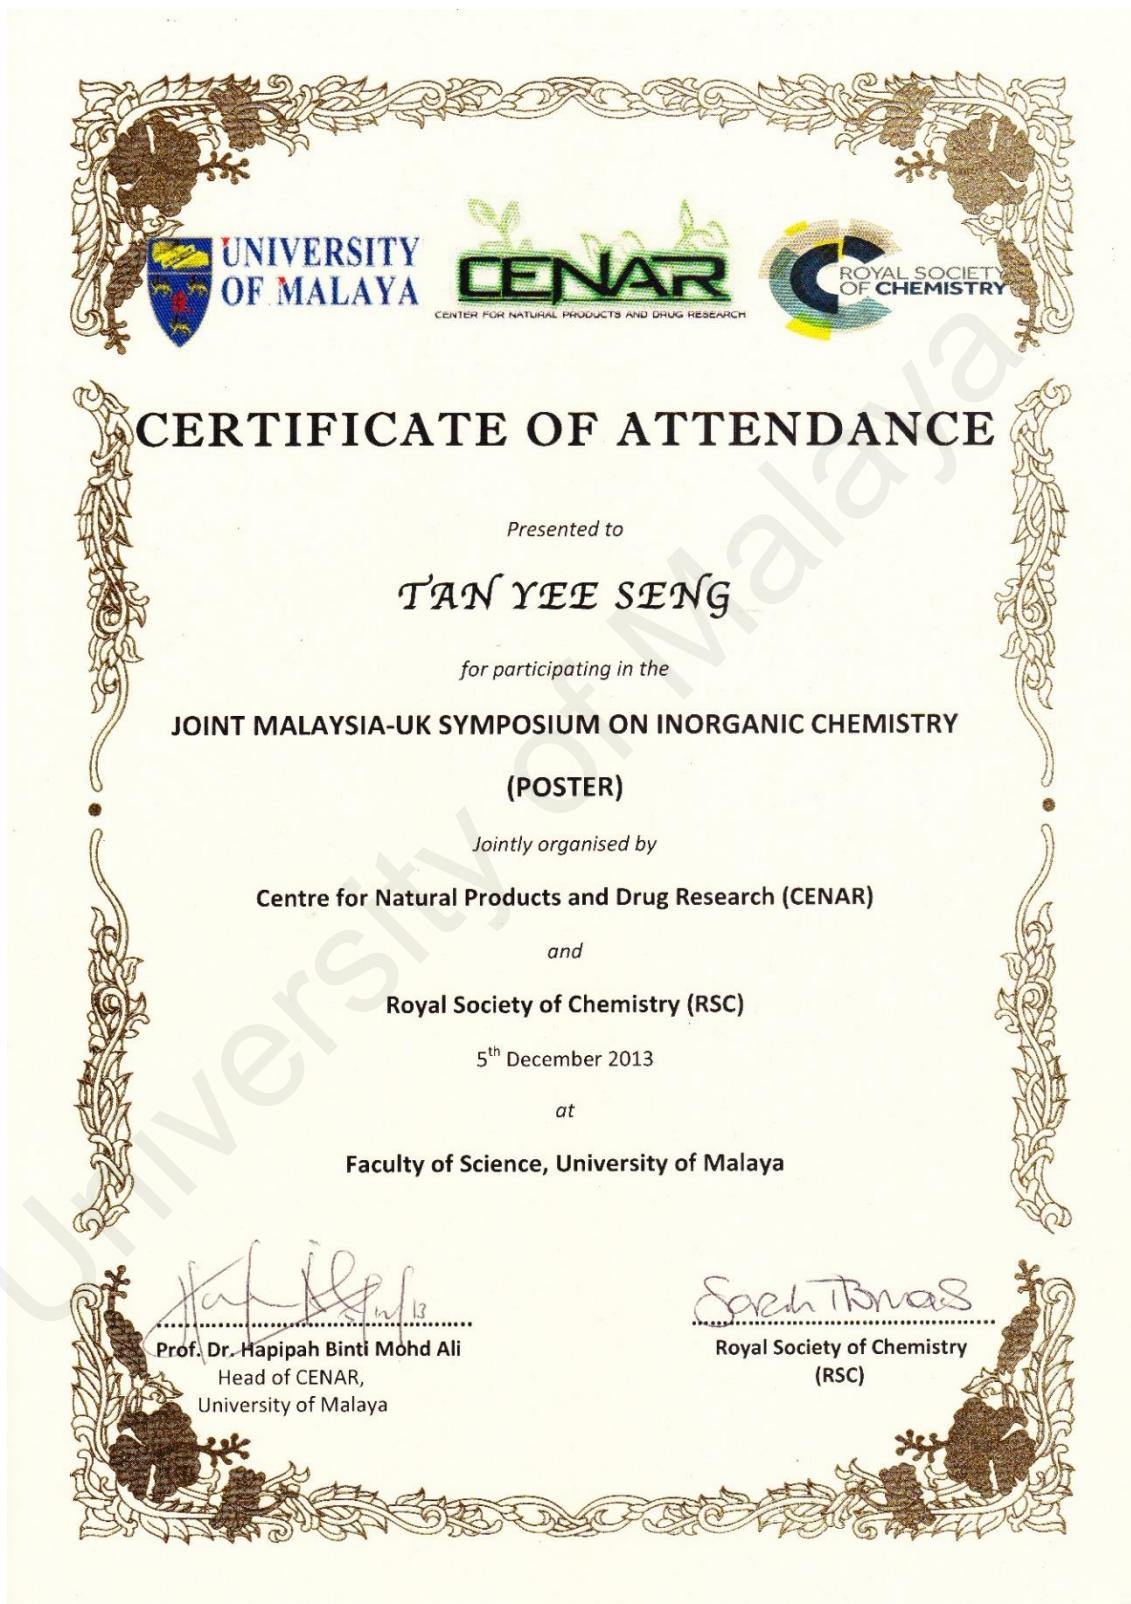 UNIVERSITY
OF MALAYA
CENAR
CENTER FOR NATURAL PRODUCTS AND DRUG RESEARCH
ROYAL SOCIETY
OF CHEMISTRY
CERTIFICATE OF ATTENDANCE
Presented to
TAN YEE SENG
for participating in the
JOINT MALAYSIA-UK SYMPOSIUM ON INORGANIC CHEMISTRY
(POSTER)
Jointly organised by
Centre for Natural Products and Drug Research (CENAR)
and
Royal Society of Chemistry (RSC)
5th December 2013
at
Faculty of Science, University of Malaya
Sarah Thomas
Prof. Dr. Hapipah Binti Mohd Ali
Head of CENAR,
University of Malaya
Royal Society of Chemistry
(RSC)
University of Malaya